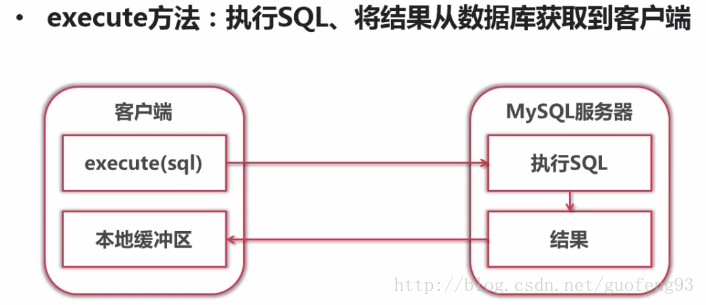 • execute方法：执行SQL、将结果从数据库获取到客户端
客户端
MySQL服务器
execute(sql)
执行SQL
本地缓冲区
结果
http://blog.csdn.net/guofeng93